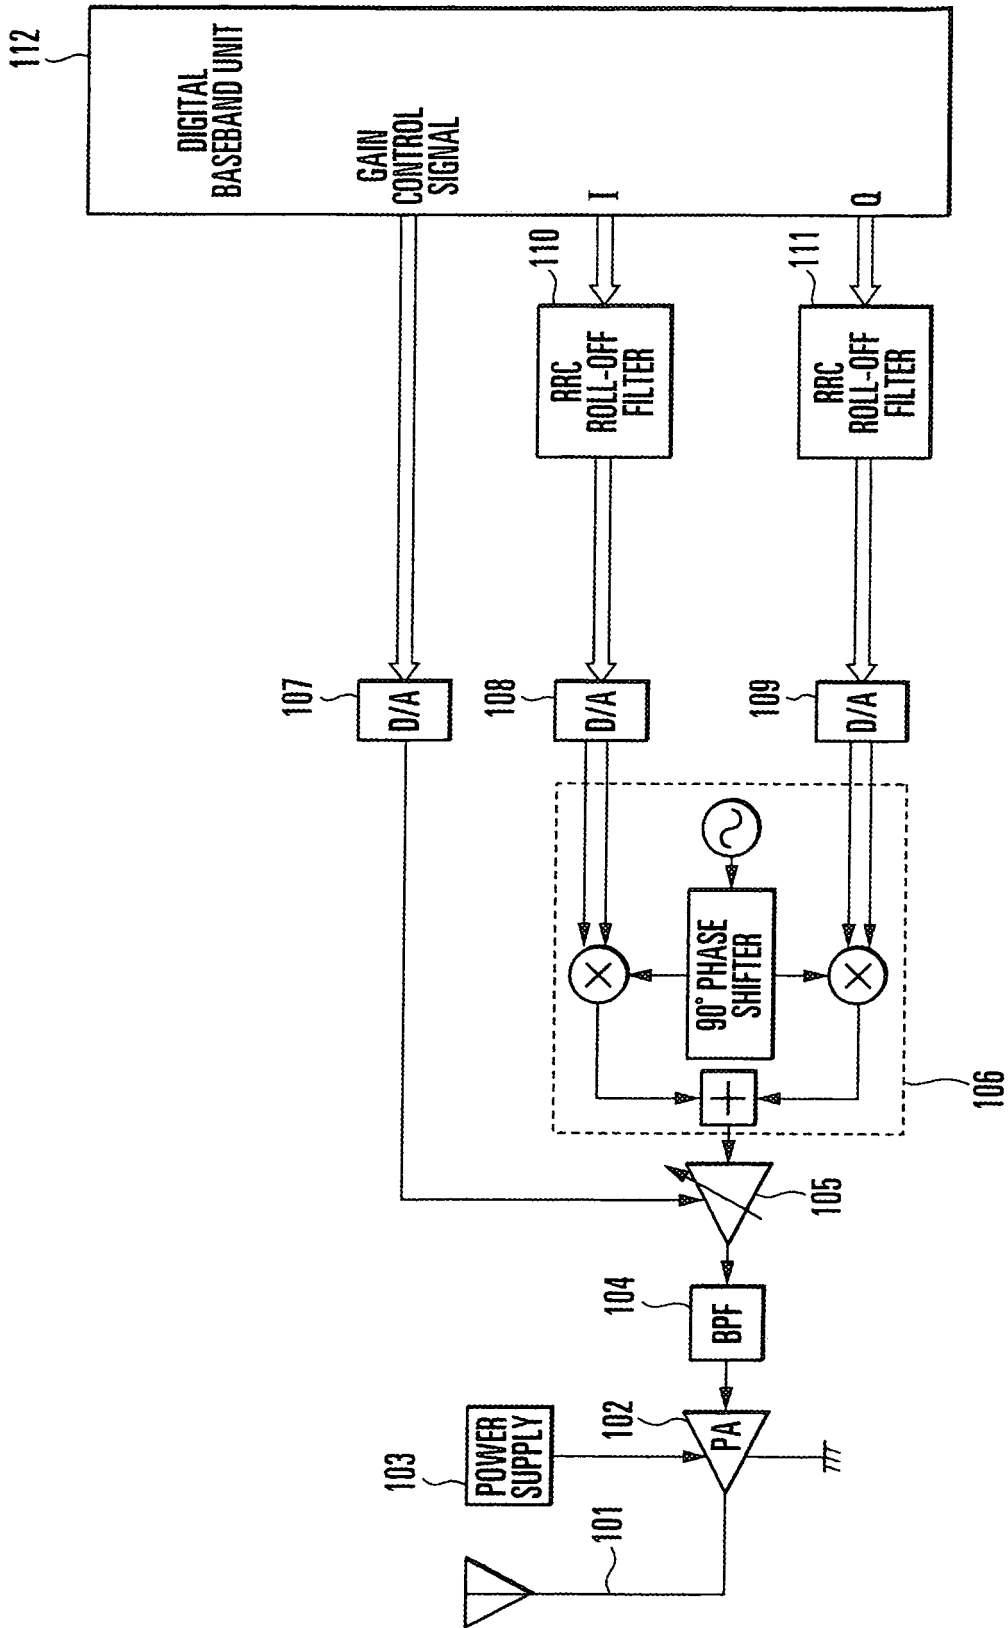 112
DIGITAL
BASEBAND UNIT
GAIN
CONTROL
SIGNAL
I
Q
110
RRC
ROLL-OFF
FILTER
111
RRC
ROLL-OFF
FILTER
107
D/A
108
D/A
109
D/A
90° PHASE
SHIFTER
106
105
104
BPF
103
POWER
SUPPLY
102
PA
101